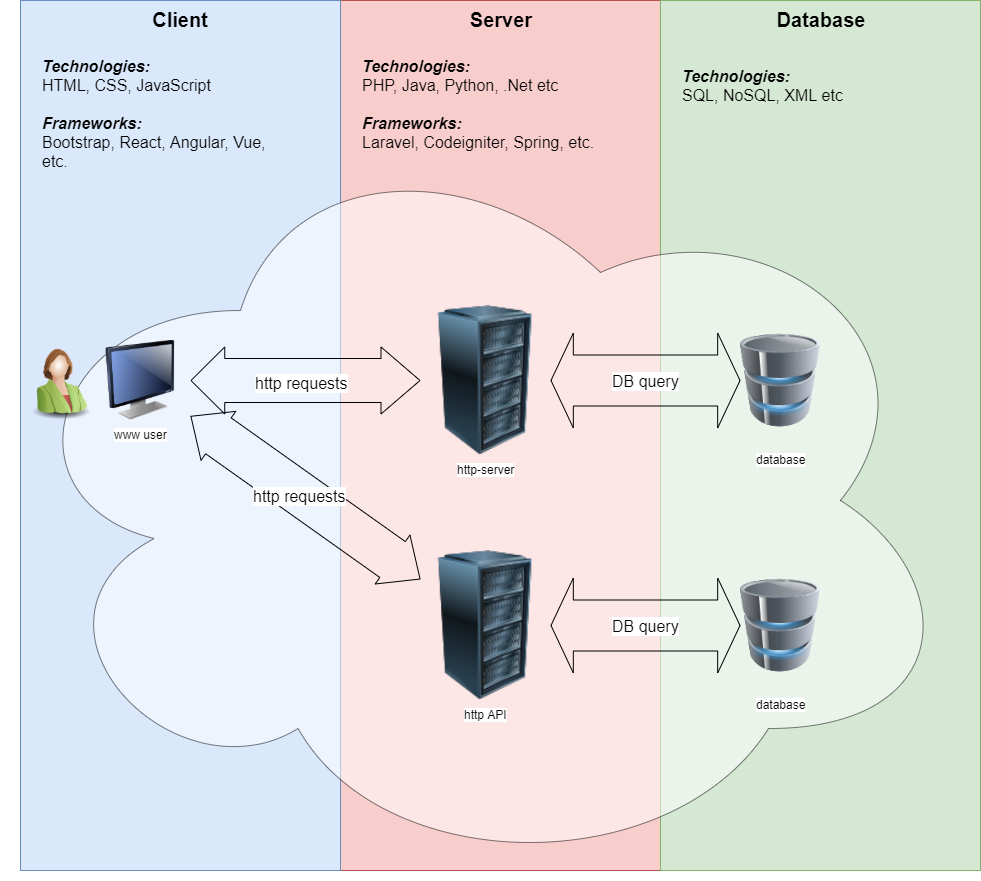 Client
Technologies:
HTML, CSS, JavaScript
Frameworks:
Bootstrap, React, Angular, Vue,
etc.
Server
Technologies:
PHP, Java, Python, .Net etc
Frameworks:
Laravel, Codeigniter, Spring, etc.
Database
Technologies:
SQL, NoSQL, XML etc
http requests
DB query
www user
http-server
database
http requests
DB query
http API
database